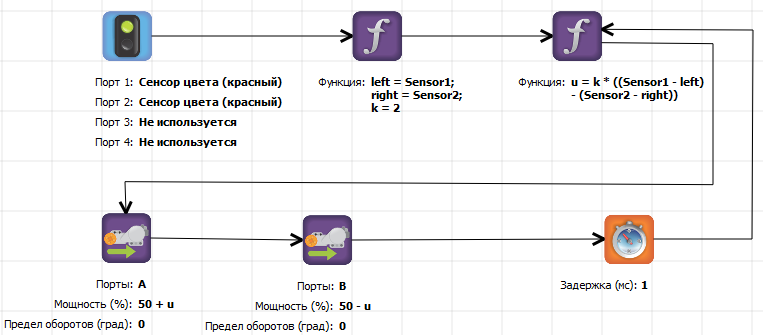 Порт 1: Сенсор цвета (красный)
Порт 2: Сенсор цвета (красный)
Порт 3: Не используется
Порт 4: Не используется
Функция: left = Sensor1;
right = Sensor2;
k = 2
Функция: u = k * ((Sensor1 - left)
- (Sensor2 - right))
Порты: A
Мощность (%): 50 + u
Предел оборотов (град): 0
Порты: B
Мощность (%): 50 - u
Предел оборотов (град): 0
Задержка (мс): 1